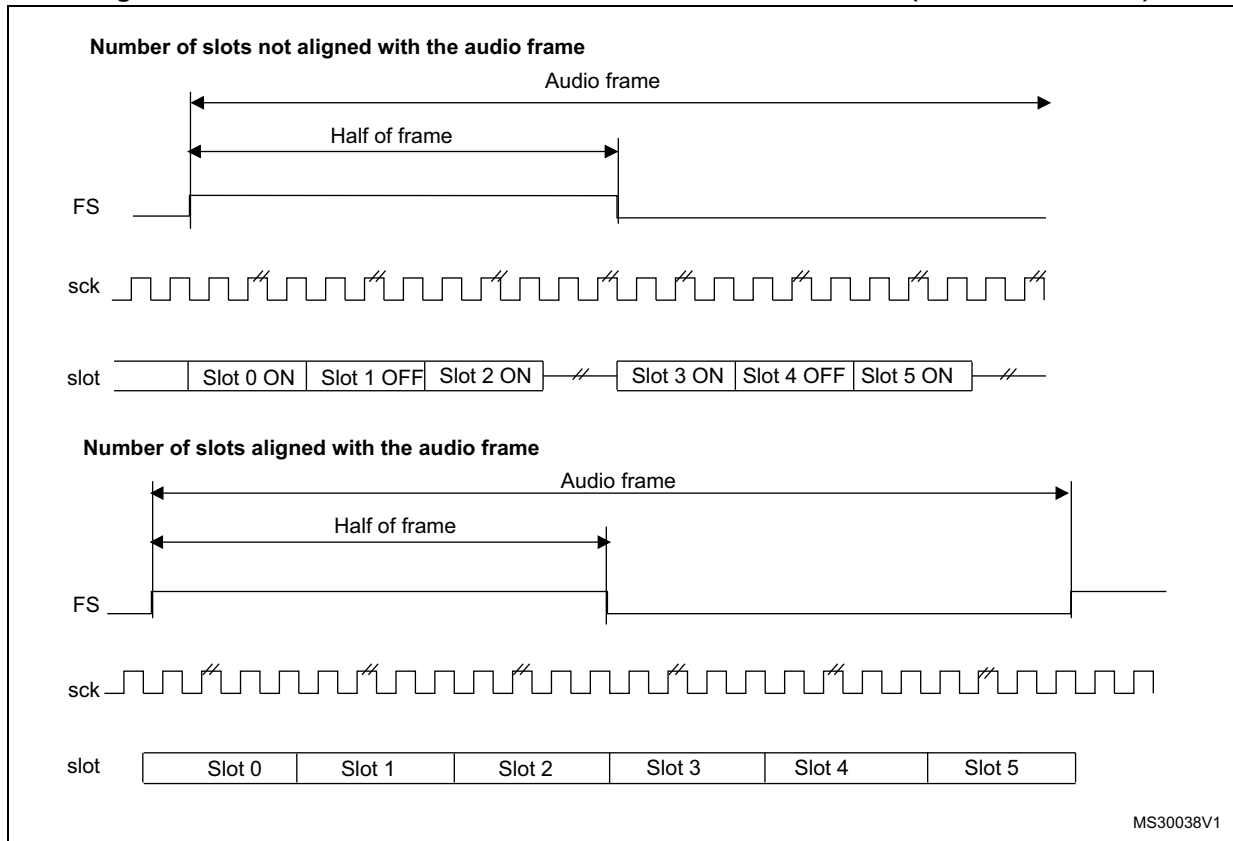 Number of slots not aligned with the audio frame
Audio frame
Half of frame
FS
sck
slot Slot 0 ON Slot 1 OFF Slot 2 ON Slot 3 ON Slot 4 OFF Slot 5 ON
Number of slots aligned with the audio frame
Audio frame
Half of frame
FS
sck
slot Slot 0 Slot 1 Slot 2 Slot 3 Slot 4 Slot 5
MS30038V1